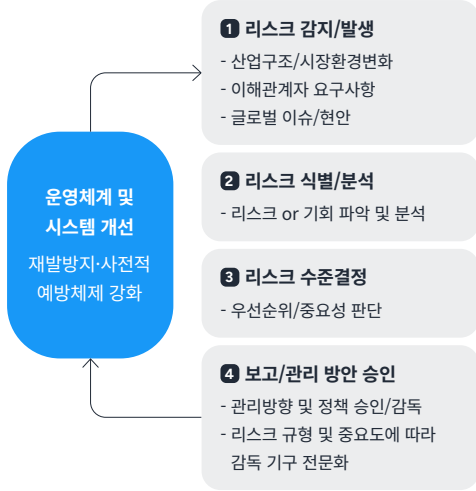 운영체계 및
시스템 개선
재발방지·사전적
예방체제 강화
1 리스크 감지/발생
- 산업구조/시장환경변화
- 이해관계자 요구사항
- 글로벌 이슈/현안
2 리스크 식별/분석
- 리스크 or 기회 파악 및 분석
3 리스크 수준결정
- 우선순위/중요성 판단
4 보고/관리 방안 승인
- 관리방향 및 정책 승인/감독
- 리스크 규형 및 중요도에 따라
감독 기구 전문화